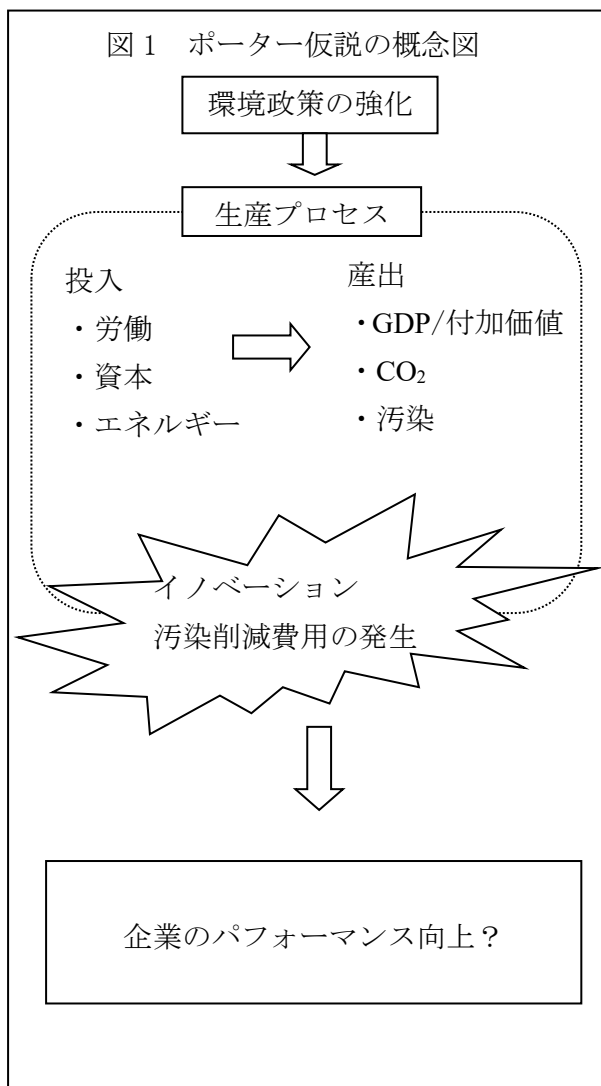 図1 ポーター仮説の概念図
環境政策の強化
生産プロセス
投入
・労働
・資本
・エネルギー
産出
・GDP/付加価値
・CO₂
・汚染
イノベーション
汚染削減費用の発生
企業のパフォーマンス向上?